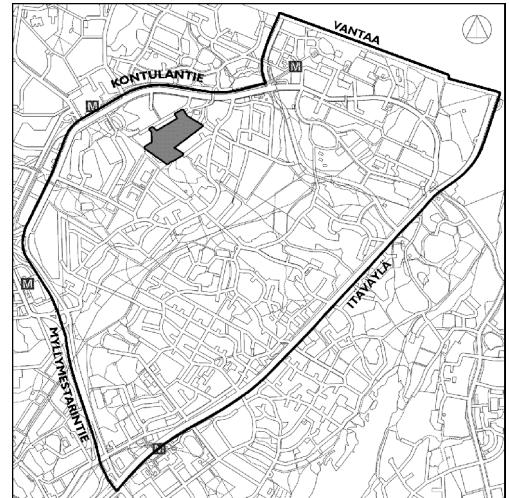 VANTAA
KONTULANTIE
M
M
ITÄVÄYLÄ
M
MYLLYMESTARINTIE
M